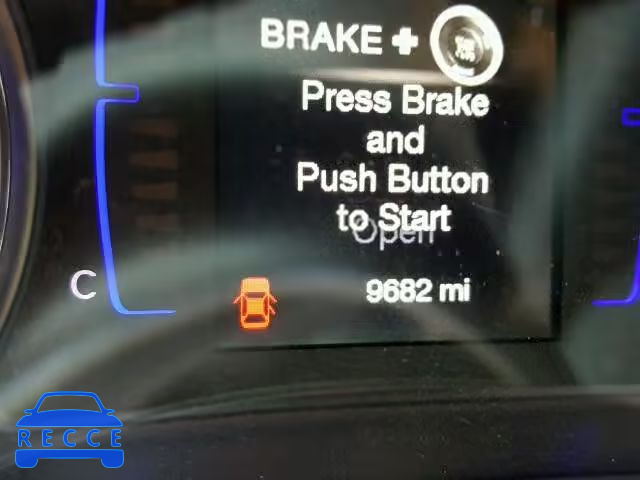 BRAKE +
Press Brake
and
Push Button
to Start
Open
C
9682 mi
RECCE